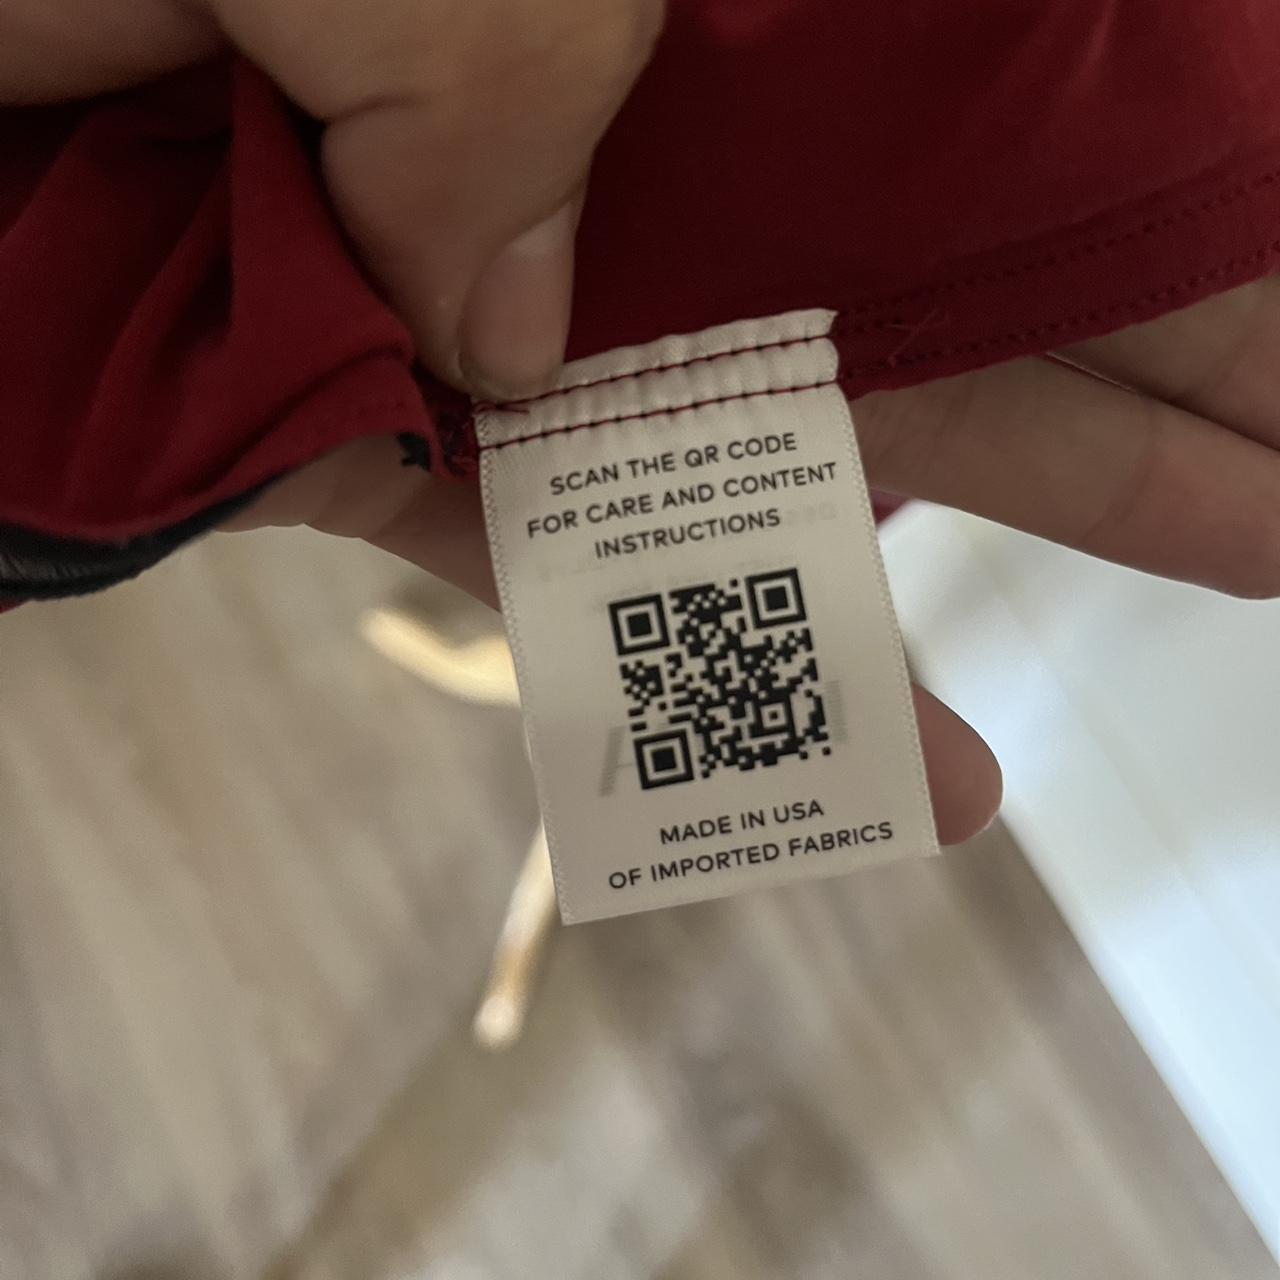 SCAN THE QR CODE
FOR CARE AND CONTENT
INSTRUCTIONS
MADE IN USA
OF IMPORTED FABRICS